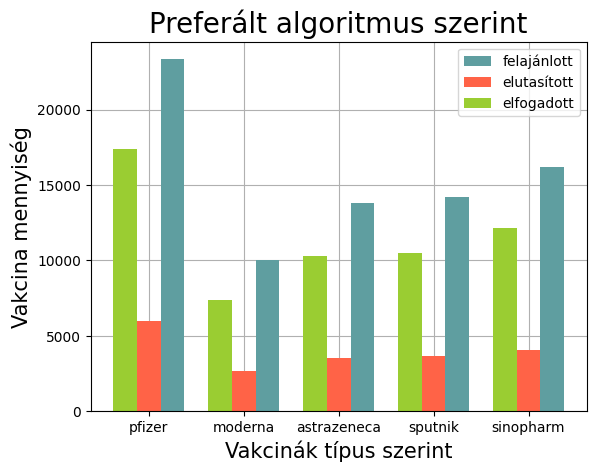 Preferált algoritmus szerint
felajánlott
elutasított
elfogadott
20000
15000
10000
5000
0
Vakcina mennyiség
pfizer moderna astrazeneca sputnik sinopharm
Vakcinák típus szerint